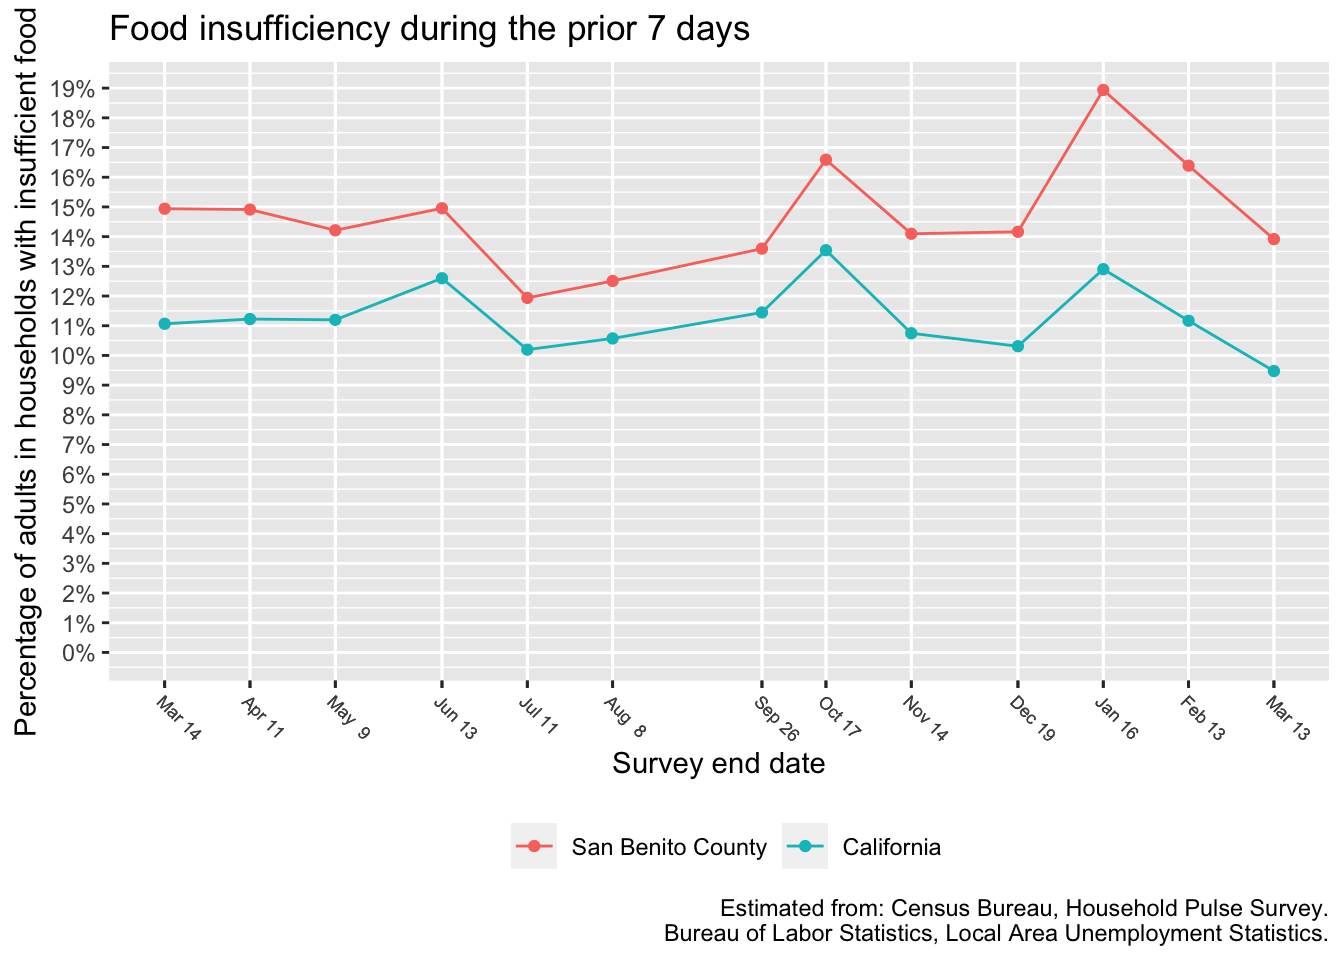 Food insufficiency during the prior 7 days
Percentage of adults in households with insufficient food
19%
18%
17%
16%
15%
14%
13%
12%
11%
10%
9%
8%
7%
6%
5%
4%
3%
2%
1%
0%
Mar 14
Apr 11
May 9
Jun 13
Jul 11
Aug 8
Sep 26
Oct 17
Nov 14
Dec 19
Jan 16
Feb 13
Mar 13
Survey end date
San Benito County
California
Estimated from: Census Bureau, Household Pulse Survey.
Bureau of Labor Statistics, Local Area Unemployment Statistics.